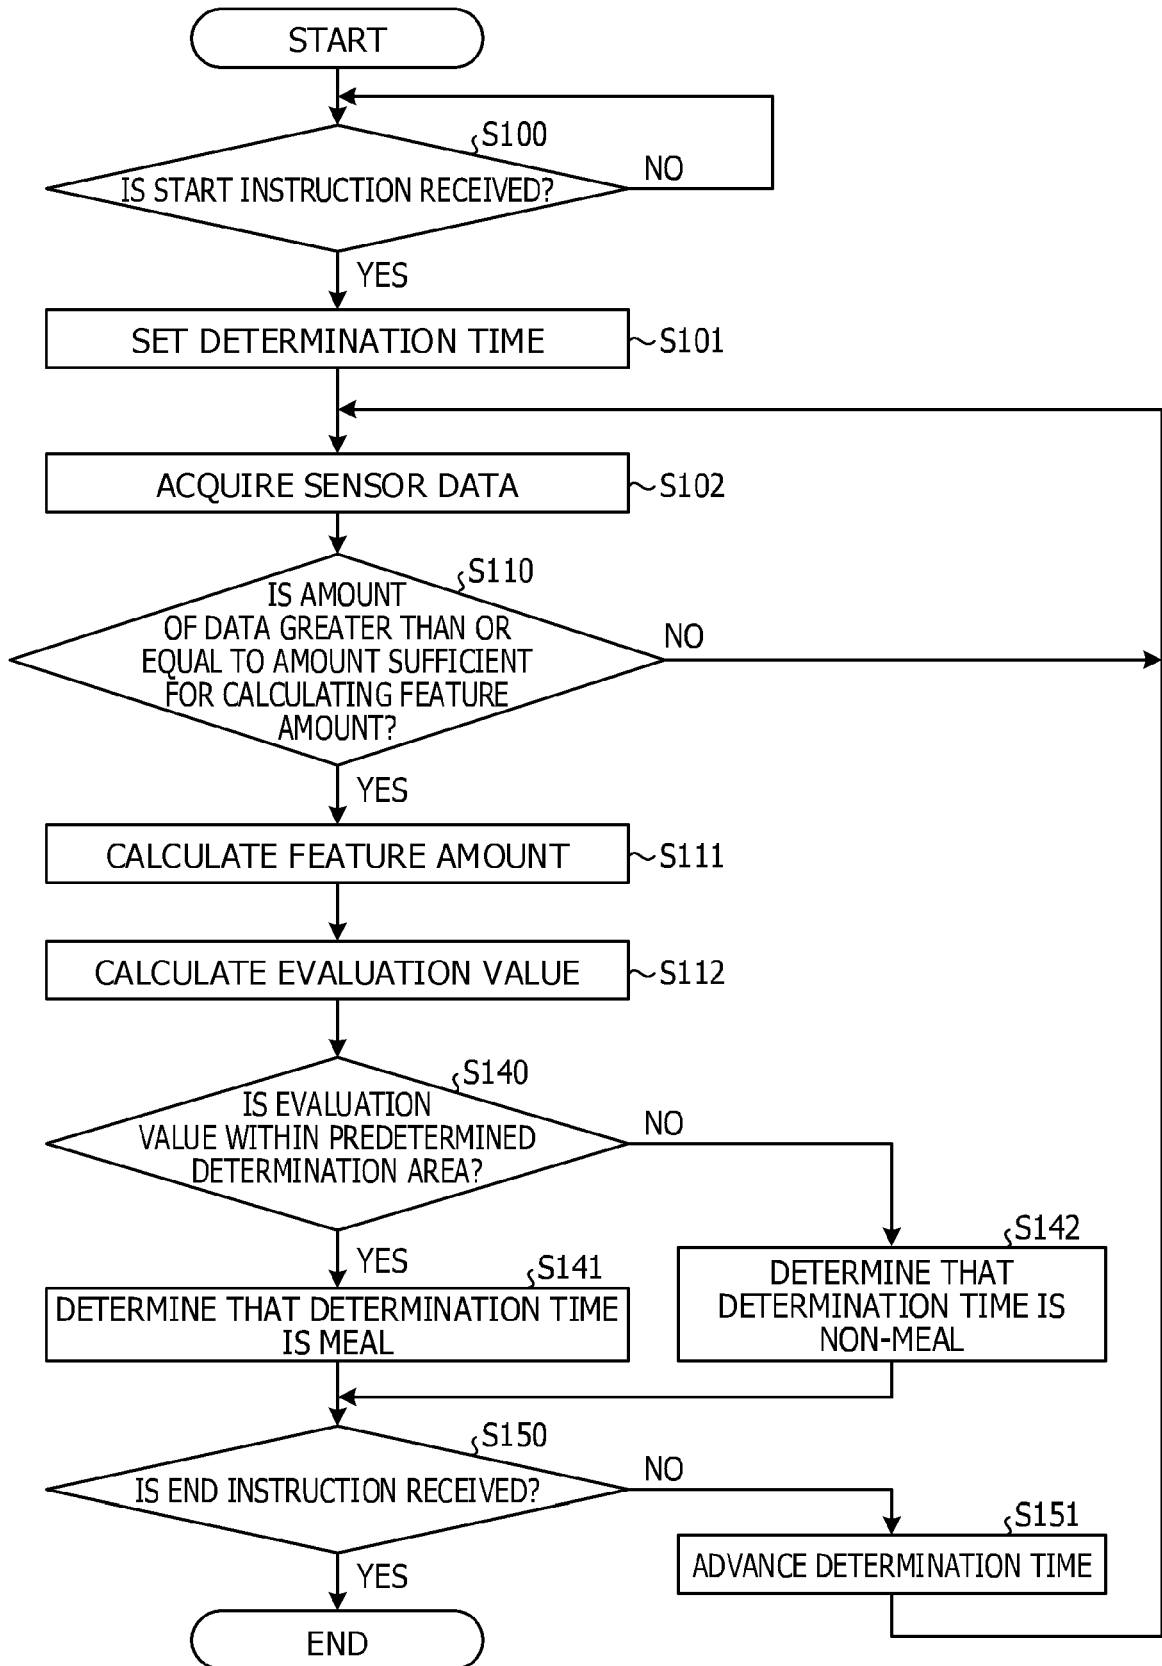 START
S100
IS START INSTRUCTION RECEIVED?
NO
YES
SET DETERMINATION TIME
S101
ACQUIRE SENSOR DATA
S102
S110
IS AMOUNT
OF DATA GREATER THAN OR
EQUAL TO AMOUNT SUFFICIENT
FOR CALCULATING FEATURE
AMOUNT?
NO
YES
CALCULATE FEATURE AMOUNT
S111
CALCULATE EVALUATION VALUE
S112
S140
IS EVALUATION
VALUE WITHIN PREDETERMINED
DETERMINATION AREA?
NO
YES
S141
DETERMINE THAT DETERMINATION TIME
IS MEAL
S142
DETERMINE THAT
DETERMINATION TIME IS
NON-MEAL
S150
IS END INSTRUCTION RECEIVED?
NO
YES
S151
ADVANCE DETERMINATION TIME
END